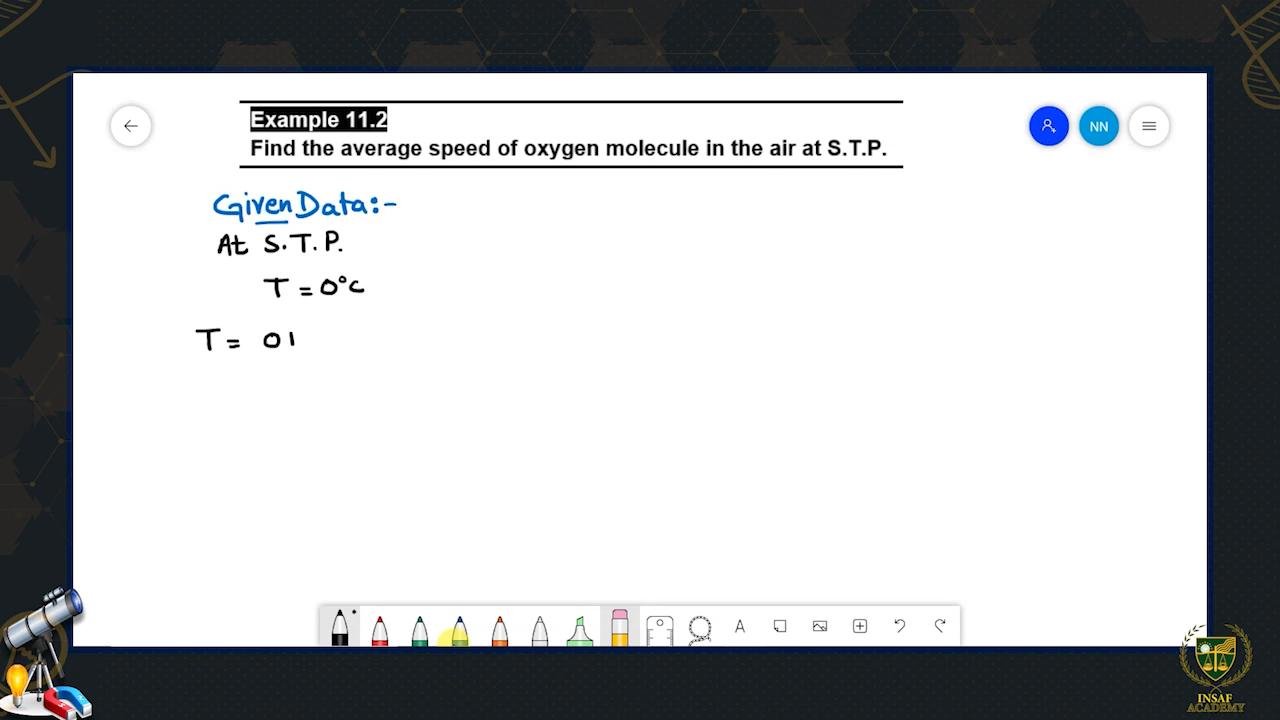 Example 11.2
Find the average speed of oxygen molecule in the air at S.T.P.
NN
Given Data:-
At S.T.P.
T = 0°C
T = 01
A
INSAF
ACADEMY